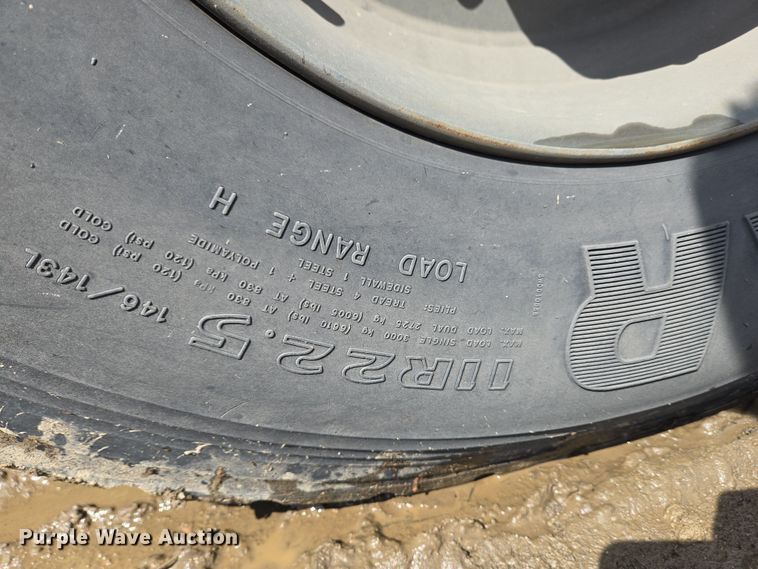 11R22.5
146/143L
MAX. LOAD, SINGLE 3000 kg (6610 lbs) AT 830 kPa (120 psi) COLD
MAX. LOAD DUAL 2725 kg (6005 lbs) AT 830 kPa (120 psi) COLD
PLIES: TREAD 4 STEEL + 1 POLYAMIDE
SIDEWALL 1 STEEL
LOAD RANGE H
R
Purple Wave Auction